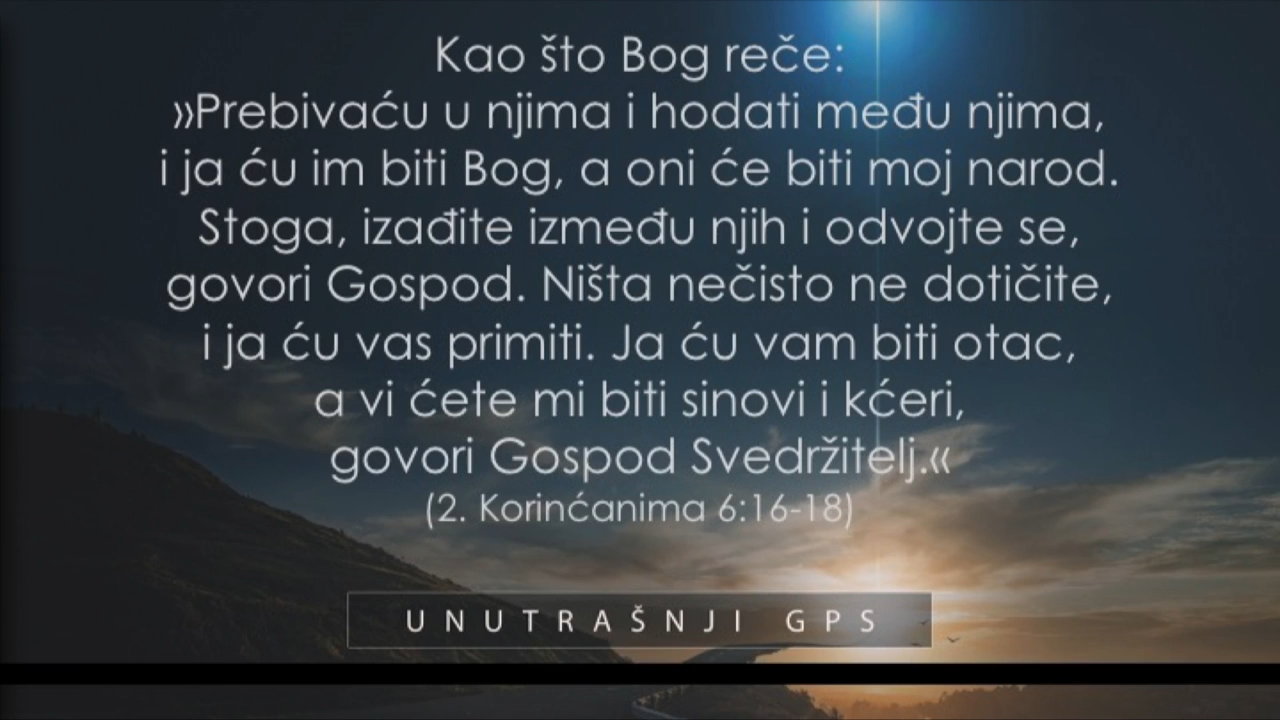 Kao što Bog reče:
»Prebivaću u njima i hodati među njima,
i ja ću im biti Bog, a oni će biti moj narod.
Stoga, izađite između njih i odvojte se,
govori Gospod. Ništa nečisto ne dotičite,
i ja ću vas primiti. Ja ću vam biti otac,
a vi ćete mi biti sinovi i kćeri,
govori Gospod Svedržitelj.«
(2. Korinćanima 6:16-18)
UNUTRAŠNJI GPS